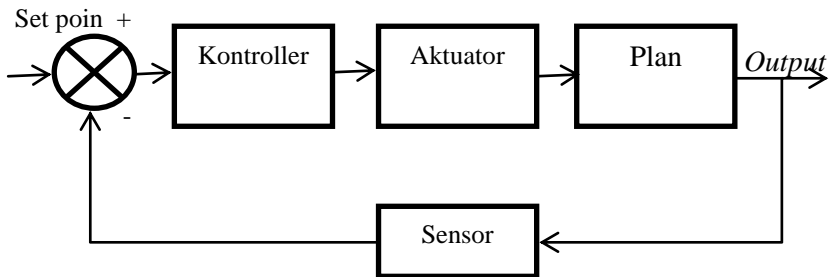 Set poin +
Kontroller
Aktuator
Plan
Output
-
Sensor